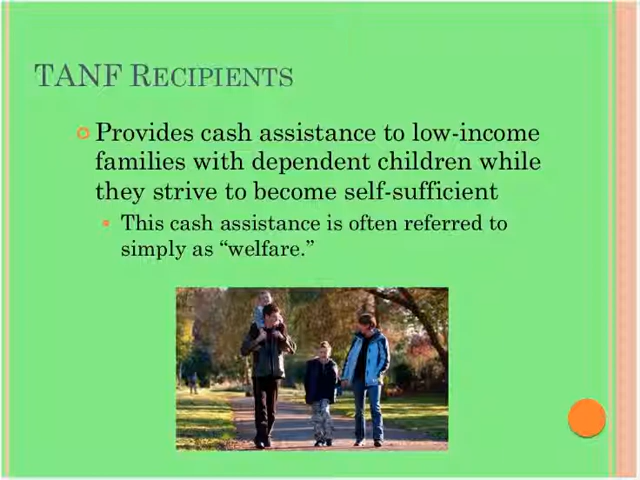 TANF RECIPIENTS
Provides cash assistance to low-income
families with dependent children while
they strive to become self-sufficient
This cash assistance is often referred to
simply as “welfare.”